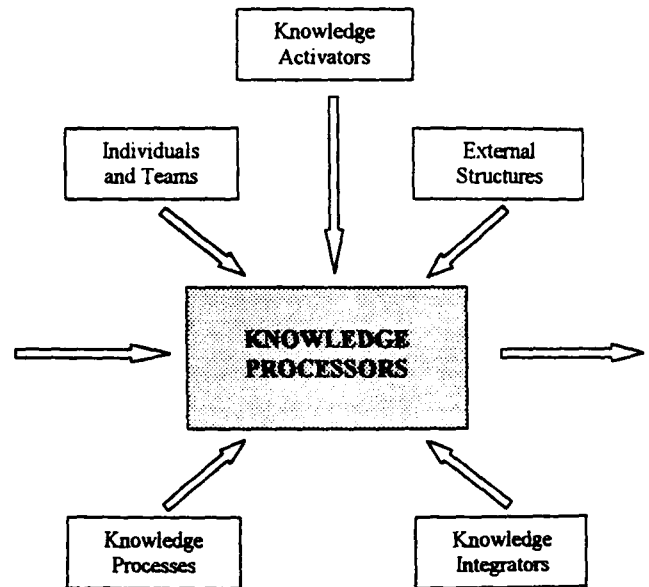 Knowledge
Activators
Individuals
and Teams
External
Structures
KNOWLEDGE
PROCESSORS
Knowledge
Processes
Knowledge
Integrators